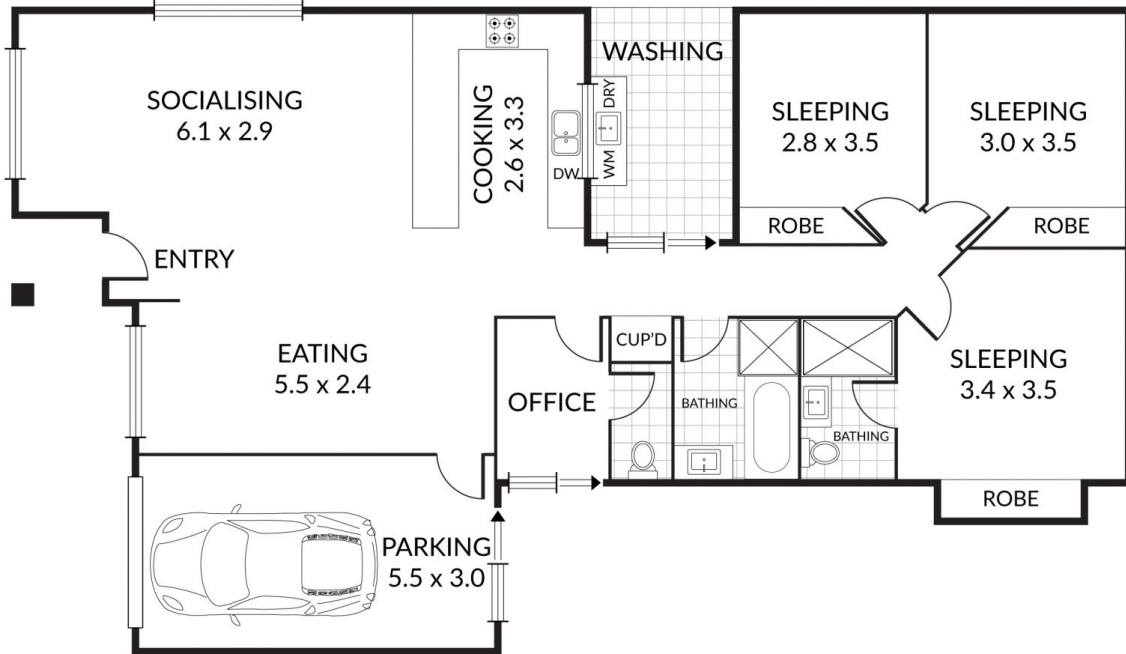 WASHING
SOCIALISING
6.1 x 2.9
COOKING
2.6 x 3.3
DRY
WM
DW
SLEEPING
2.8 x 3.5
SLEEPING
3.0 x 3.5
ROBE
ROBE
ENTRY
EATING
5.5 x 2.4
CUP'D
OFFICE
BATHING
BATHING
SLEEPING
3.4 x 3.5
ROBE
PARKING
5.5 x 3.0